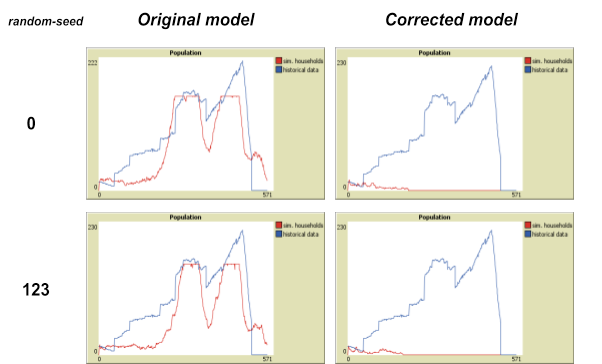 random-seed Original model Corrected model
Population Population
222 sim. households 230 sim. households
historical data historical data
0
0 0
0 571 0 571
Population Population
230 sim. households 230 sim. households
historical data historical data
123
0 0
0 571 0 571